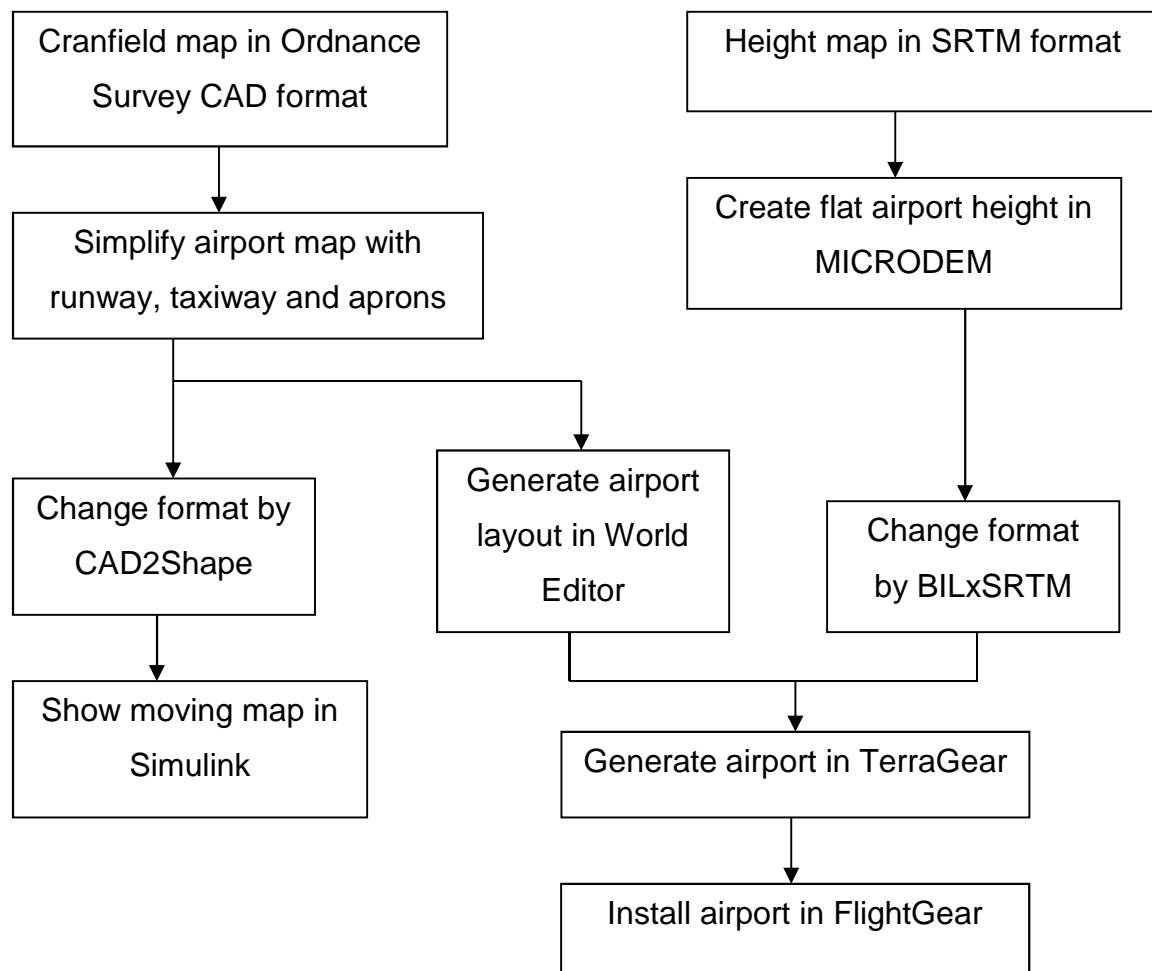 Cranfield map in Ordnance
Survey CAD format
Height map in SRTM format
Simplify airport map with
runway, taxiway and aprons
Create flat airport height in
MICRODEM
Change format by
CAD2Shape
Generate airport
layout in World
Editor
Change format
by BILxSRTM
Show moving map in
Simulink
Generate airport in TerraGear
Install airport in FlightGear